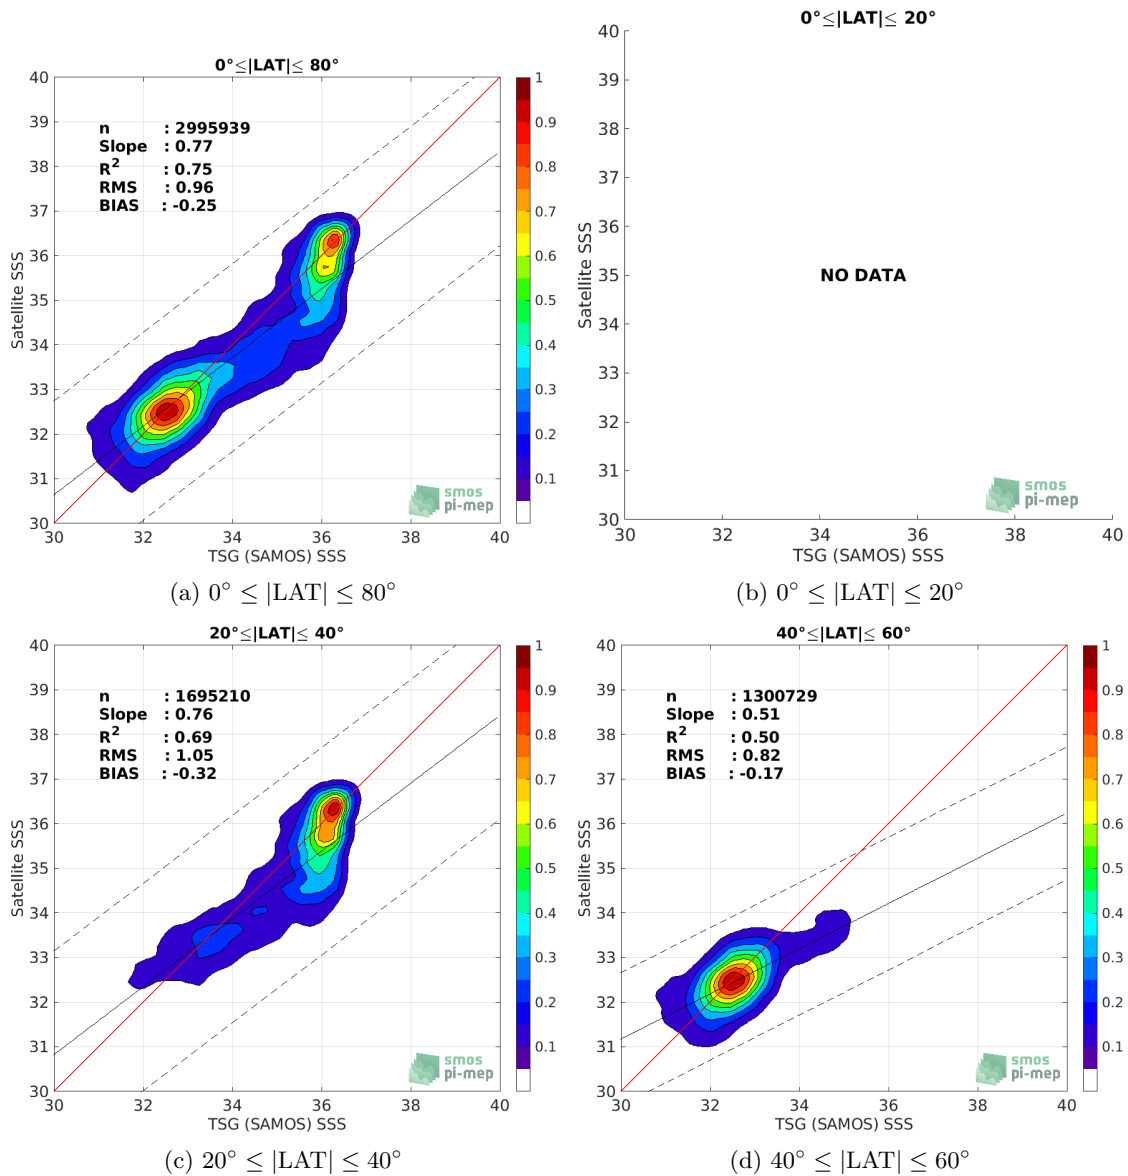 0°≤|LAT|≤ 80°
40
39
38
37
36
35
34
33
32
31
30
Satellite SSS
n : 2995939
Slope : 0.77
R2 : 0.75
RMS : 0.96
BIAS : -0.25
smos
pi-mep
30 32 34 36 38 40
TSG (SAMOS) SSS
1
0.9
0.8
0.7
0.6
0.5
0.4
0.3
0.2
0.1
(a) 0° ≤ |LAT| ≤ 80°
0°≤|LAT|≤ 20°
40
39
38
37
36
35
34
33
32
31
30
Satellite SSS
NO DATA
smos
pi-mep
30 32 34 36 38 40
TSG (SAMOS) SSS
(b) 0° ≤ |LAT| ≤ 20°
20°≤|LAT|≤ 40°
40
39
38
37
36
35
34
33
32
31
30
Satellite SSS
n : 1695210
Slope : 0.76
R2 : 0.69
RMS : 1.05
BIAS : -0.32
smos
pi-mep
30 32 34 36 38 40
TSG (SAMOS) SSS
1
0.9
0.8
0.7
0.6
0.5
0.4
0.3
0.2
0.1
(c) 20° ≤ |LAT| ≤ 40°
40°≤|LAT|≤ 60°
40
39
38
37
36
35
34
33
32
31
30
Satellite SSS
n : 1300729
Slope : 0.51
R2 : 0.50
RMS : 0.82
BIAS : -0.17
smos
pi-mep
30 32 34 36 38 40
TSG (SAMOS) SSS
1
0.9
0.8
0.7
0.6
0.5
0.4
0.3
0.2
0.1
(d) 40° ≤ |LAT| ≤ 60°